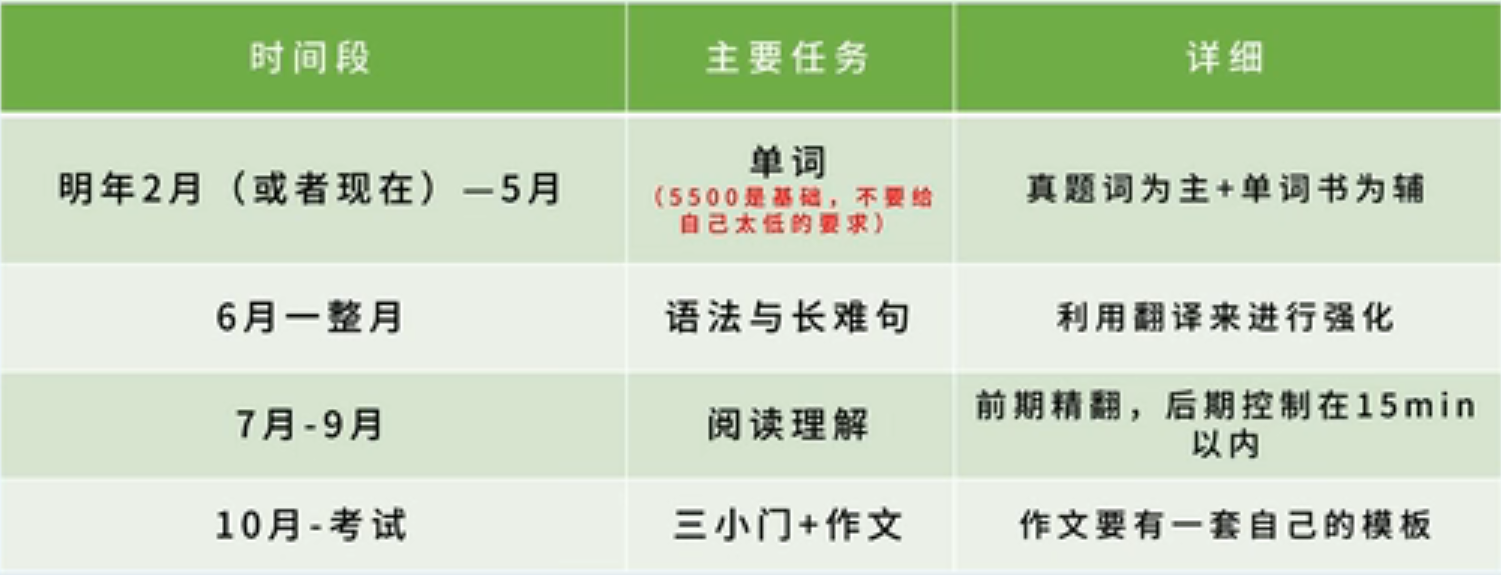 时间段
主要任务
详细
明年2月（或者现在）—5月
单词
（5500是基础，不要给
自己太低的要求）
真题词为主+单词书为辅
6月一整月
语法与长难句
利用翻译来进行强化
7月-9月
阅读理解
前期精翻，后期控制在15min
以内
10月-考试
三小门+作文
作文要有一套自己的模板